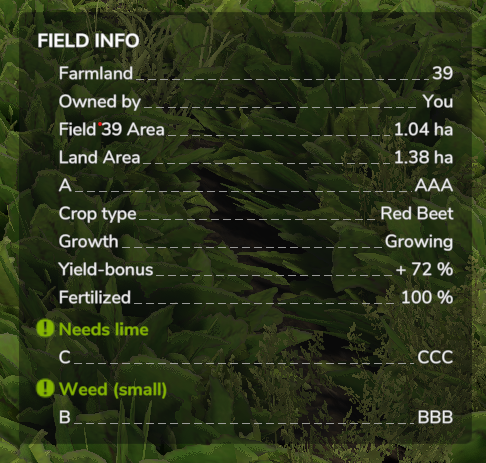 FIELD INFO
Farmland 39
Owned by You
Field 39 Area 1.04 ha
Land Area 1.38 ha
A AAA
Crop type Red Beet
Growth Growing
Yield-bonus + 72 %
Fertilized 100 %
Needs lime
C CCC
Weed (small)
B BBB